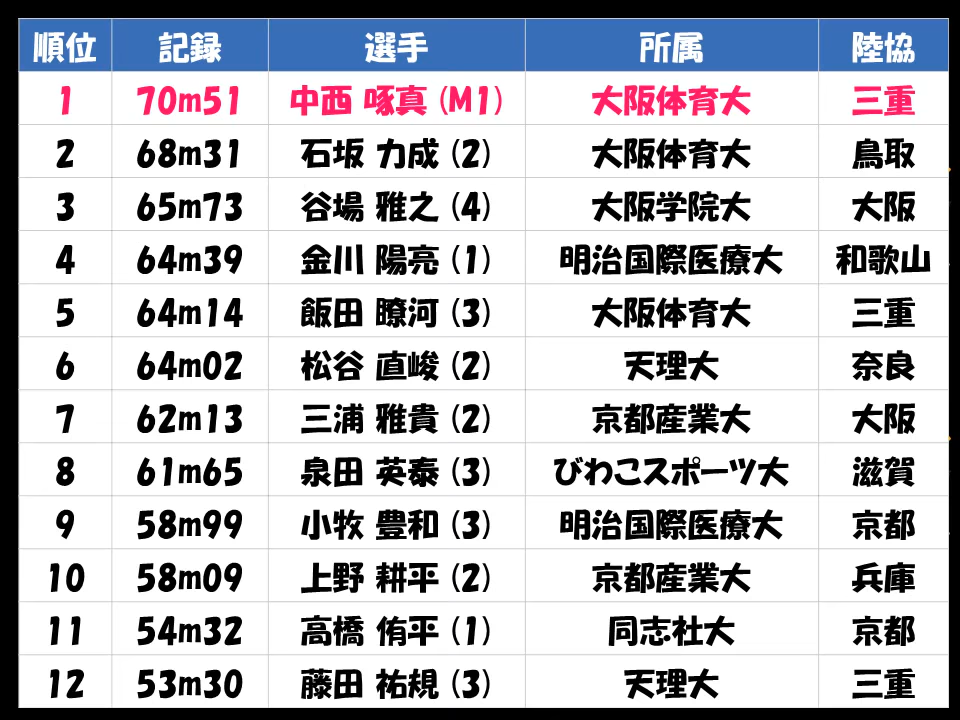 順位 記録 選手 所属 陸協
1 70m51 中西 啄真 (M1) 大阪体育大 三重
2 68m31 石坂 力成 (2) 大阪体育大 鳥取
3 65m73 谷場 雅之 (4) 大阪学院大 大阪
4 64m39 金川 陽亮 (1) 明治国際医療大 和歌山
5 64m14 飯田 瞭河 (3) 大阪体育大 三重
6 64m02 松谷 直峻 (2) 天理大 奈良
7 62m13 三浦 雅貴 (2) 京都産業大 大阪
8 61m65 泉田 英泰 (3) びわこスポーツ大 滋賀
9 58m99 小牧 豊和 (3) 明治国際医療大 京都
10 58m09 上野 耕平 (2) 京都産業大 兵庫
11 54m32 高橋 侑平 (1) 同志社大 京都
12 53m30 藤田 祐規 (3) 天理大 三重